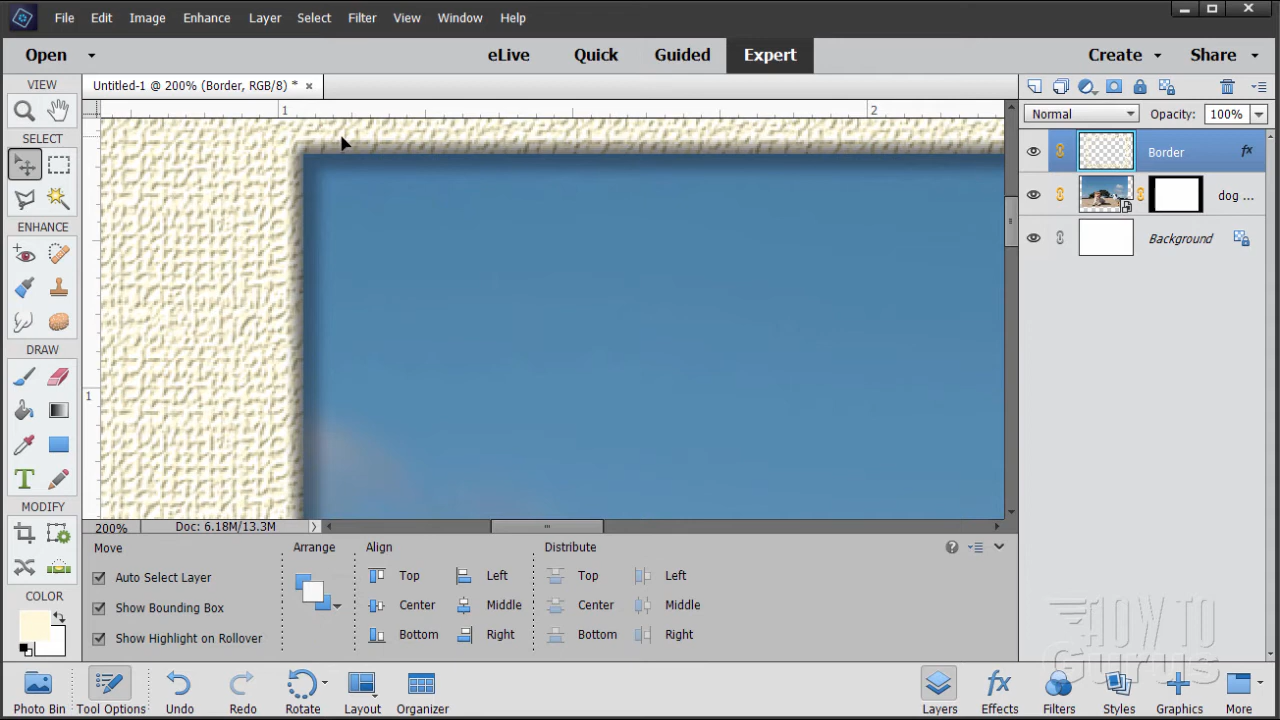 File Edit Image Enhance Layer Select Filter View Window Help
Open eLive Quick Guided Expert Create Share
VIEW Untitled-1 @ 200% (Border, RGB/8) * ×
1 2 Normal Opacity: 100%
SELECT
Border fx
dog ...
Background
ENHANCE
DRAW
1
T
MODIFY
200% Doc: 6.18M/13.3M
Move Arrange Align Distribute
Auto Select Layer Top Left Top Left
COLOR
Show Bounding Box Center Middle Center Middle
Show Highlight on Rollover Bottom Right Bottom Right
HOW TO
Gurus
Photo Bin Tool Options Undo Redo Rotate Layout Organizer Layers fx Effects Filters Styles Graphics More